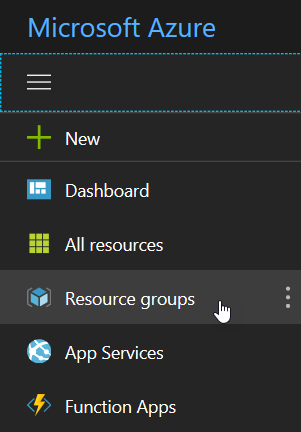 Microsoft Azure
New
Dashboard
All resources
Resource groups
App Services
Function Apps